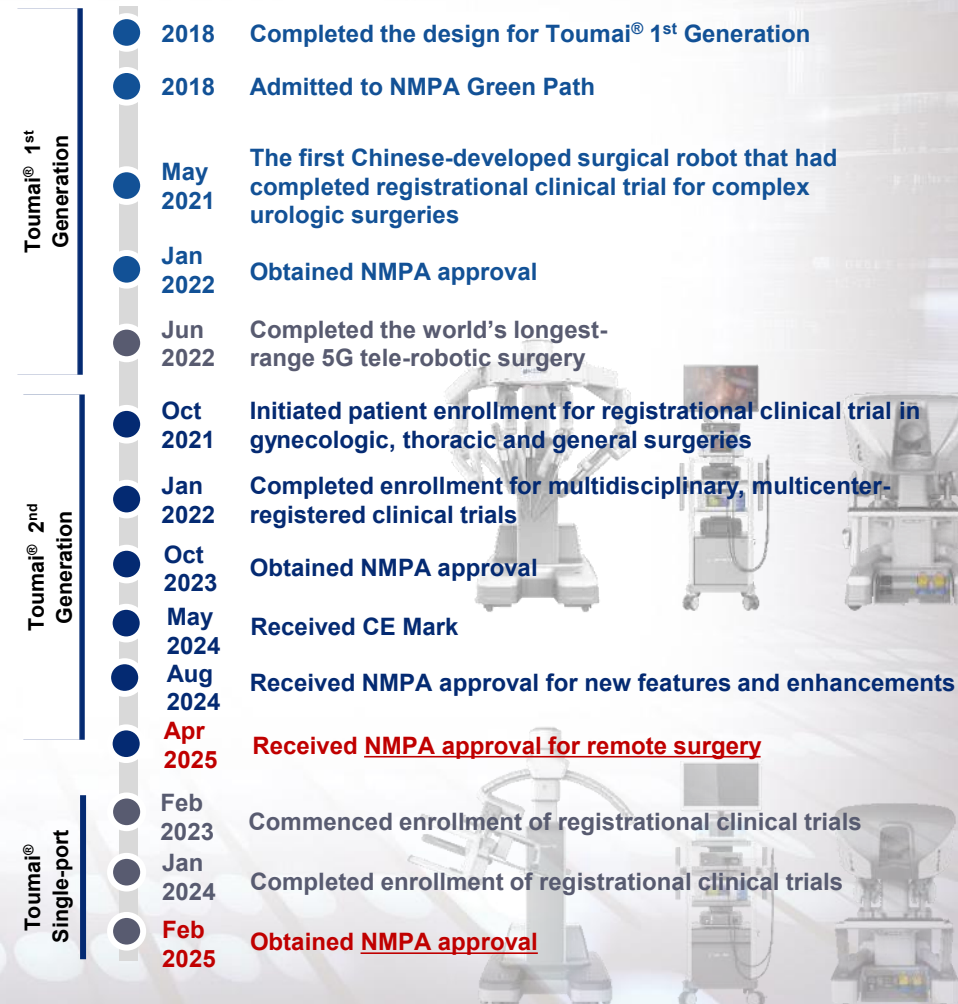 Toumai® 1st
Generation
2018 Completed the design for Toumai® 1st Generation
2018 Admitted to NMPA Green Path
May
2021
The first Chinese-developed surgical robot that had
completed registrational clinical trial for complex
urologic surgeries
Jan
2022
Obtained NMPA approval
Jun
2022
Completed the world's longest-
range 5G tele-robotic surgery
Toumai® 2nd
Generation
Oct
2021
Initiated patient enrollment for registrational clinical trial in
gynecologic, thoracic and general surgeries
Jan
2022
Completed enrollment for multidisciplinary, multicenter-
registered clinical trials
Oct
2023
Obtained NMPA approval
May
2024
Received CE Mark
Aug
2024
Received NMPA approval for new features and enhancements
Apr
2025
Received NMPA approval for remote surgery
Toumai®
Single-port
Feb
2023
Commenced enrollment of registrational clinical trials
Jan
2024
Completed enrollment of registrational clinical trials
Feb
2025
Obtained NMPA approval